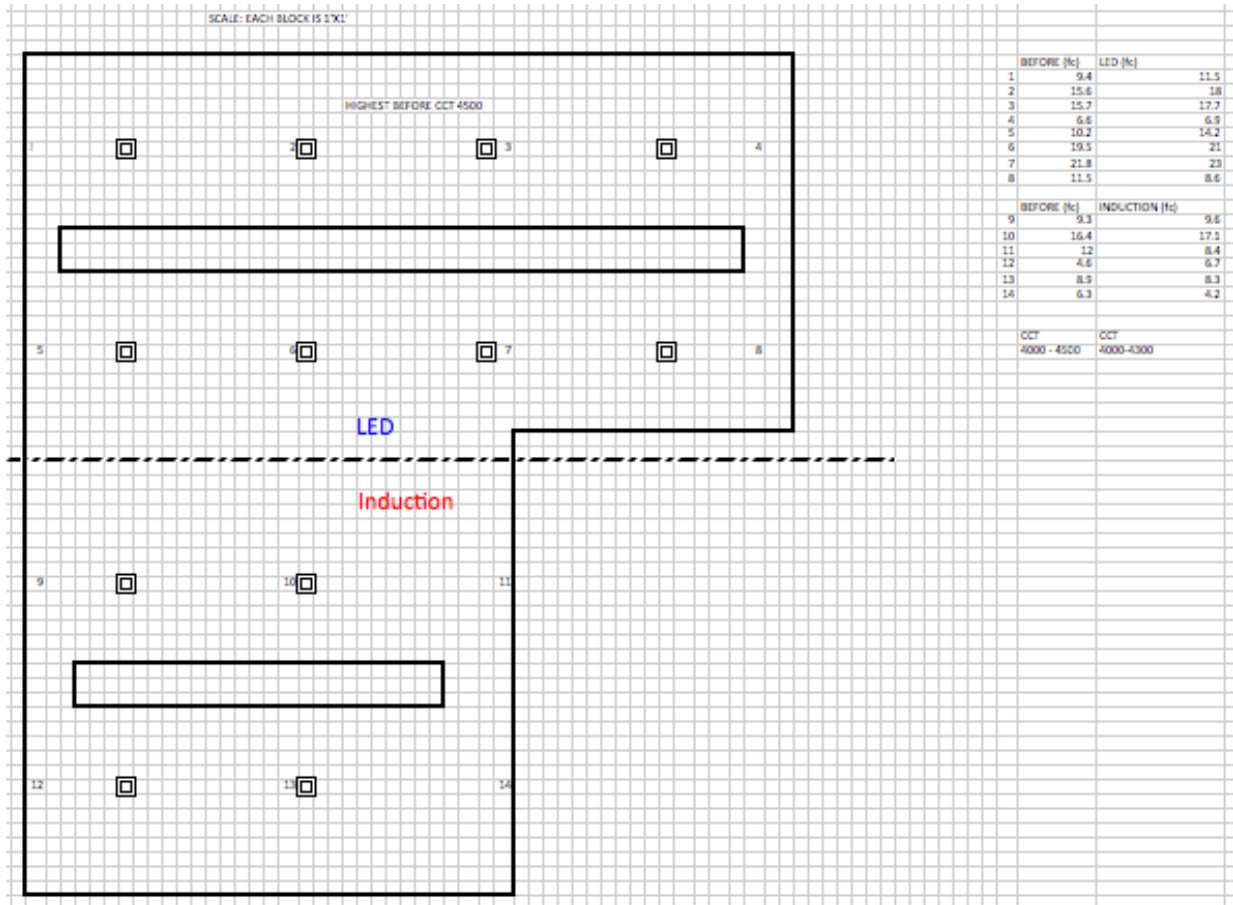 SCALE: EACH BLOCK IS 1'X1'
HIGHEST BEFORE CCT 4500
1 2 3 4
5 6 7 8
LED
Induction
9 10 11
12 13 14
BEFORE (fc) LED (fc)
1 9.4 11.5
2 15.6 18
3 15.7 17.7
4 6.6 6.9
5 10.2 14.2
6 19.5 21
7 21.8 23
8 11.5 8.6
BEFORE (fc) INDUCTION (fc)
9 9.3 9.6
10 16.4 17.1
11 12 8.4
12 4.6 6.7
13 8.9 8.3
14 6.3 4.2
CCT CCT
4000 - 4500 4000-4300